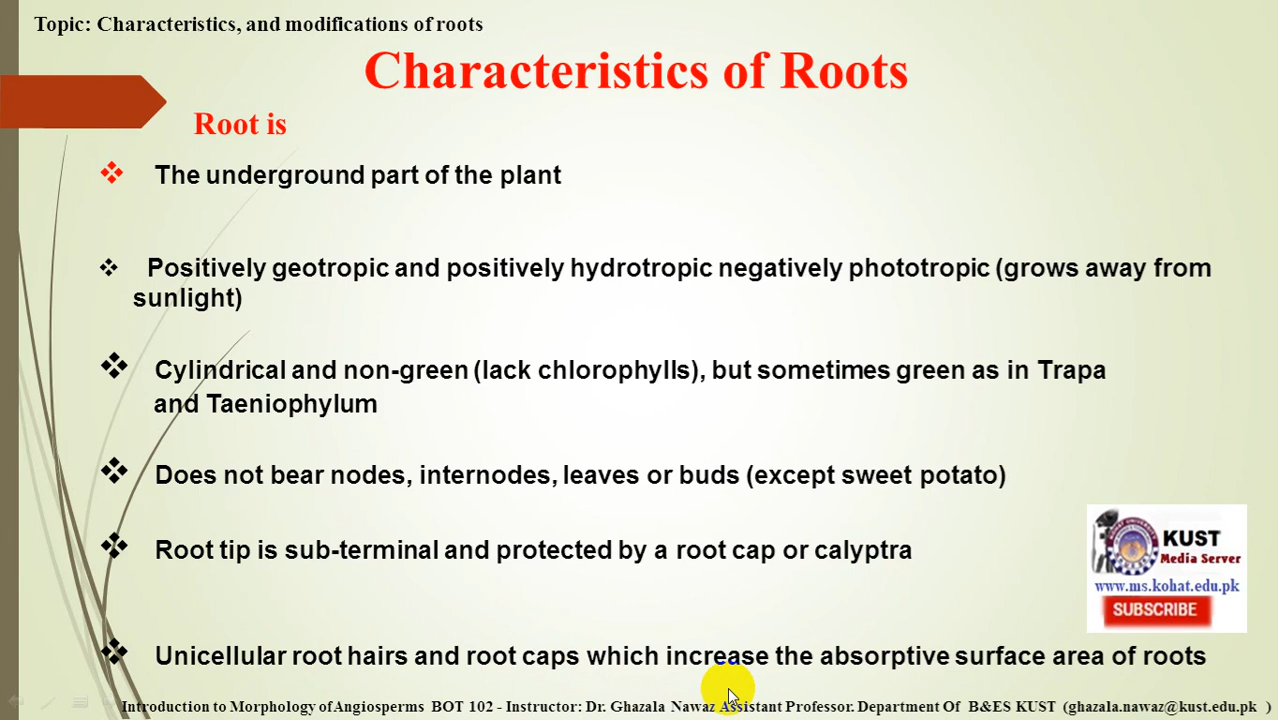 Topic: Characteristics, and modifications of roots
Characteristics of Roots
Root is
The underground part of the plant
Positively geotropic and positively hydrotropic negatively phototropic (grows away from
sunlight)
Cylindrical and non-green (lack chlorophylls), but sometimes green as in Trapa
and Taeniophylum
Does not bear nodes, internodes, leaves or buds (except sweet potato)
Root tip is sub-terminal and protected by a root cap or calyptra
KUST
Media Server
www.ms.kohat.edu.pk
SUBSCRIBE
Unicellular root hairs and root caps which increase the absorptive surface area of roots
Introduction to Morphology of Angiosperms BOT 102 - Instructor: Dr. Ghazala Nawaz Assistant Professor. Department Of B&ES KUST (ghazala.nawaz@kust.edu.pk )